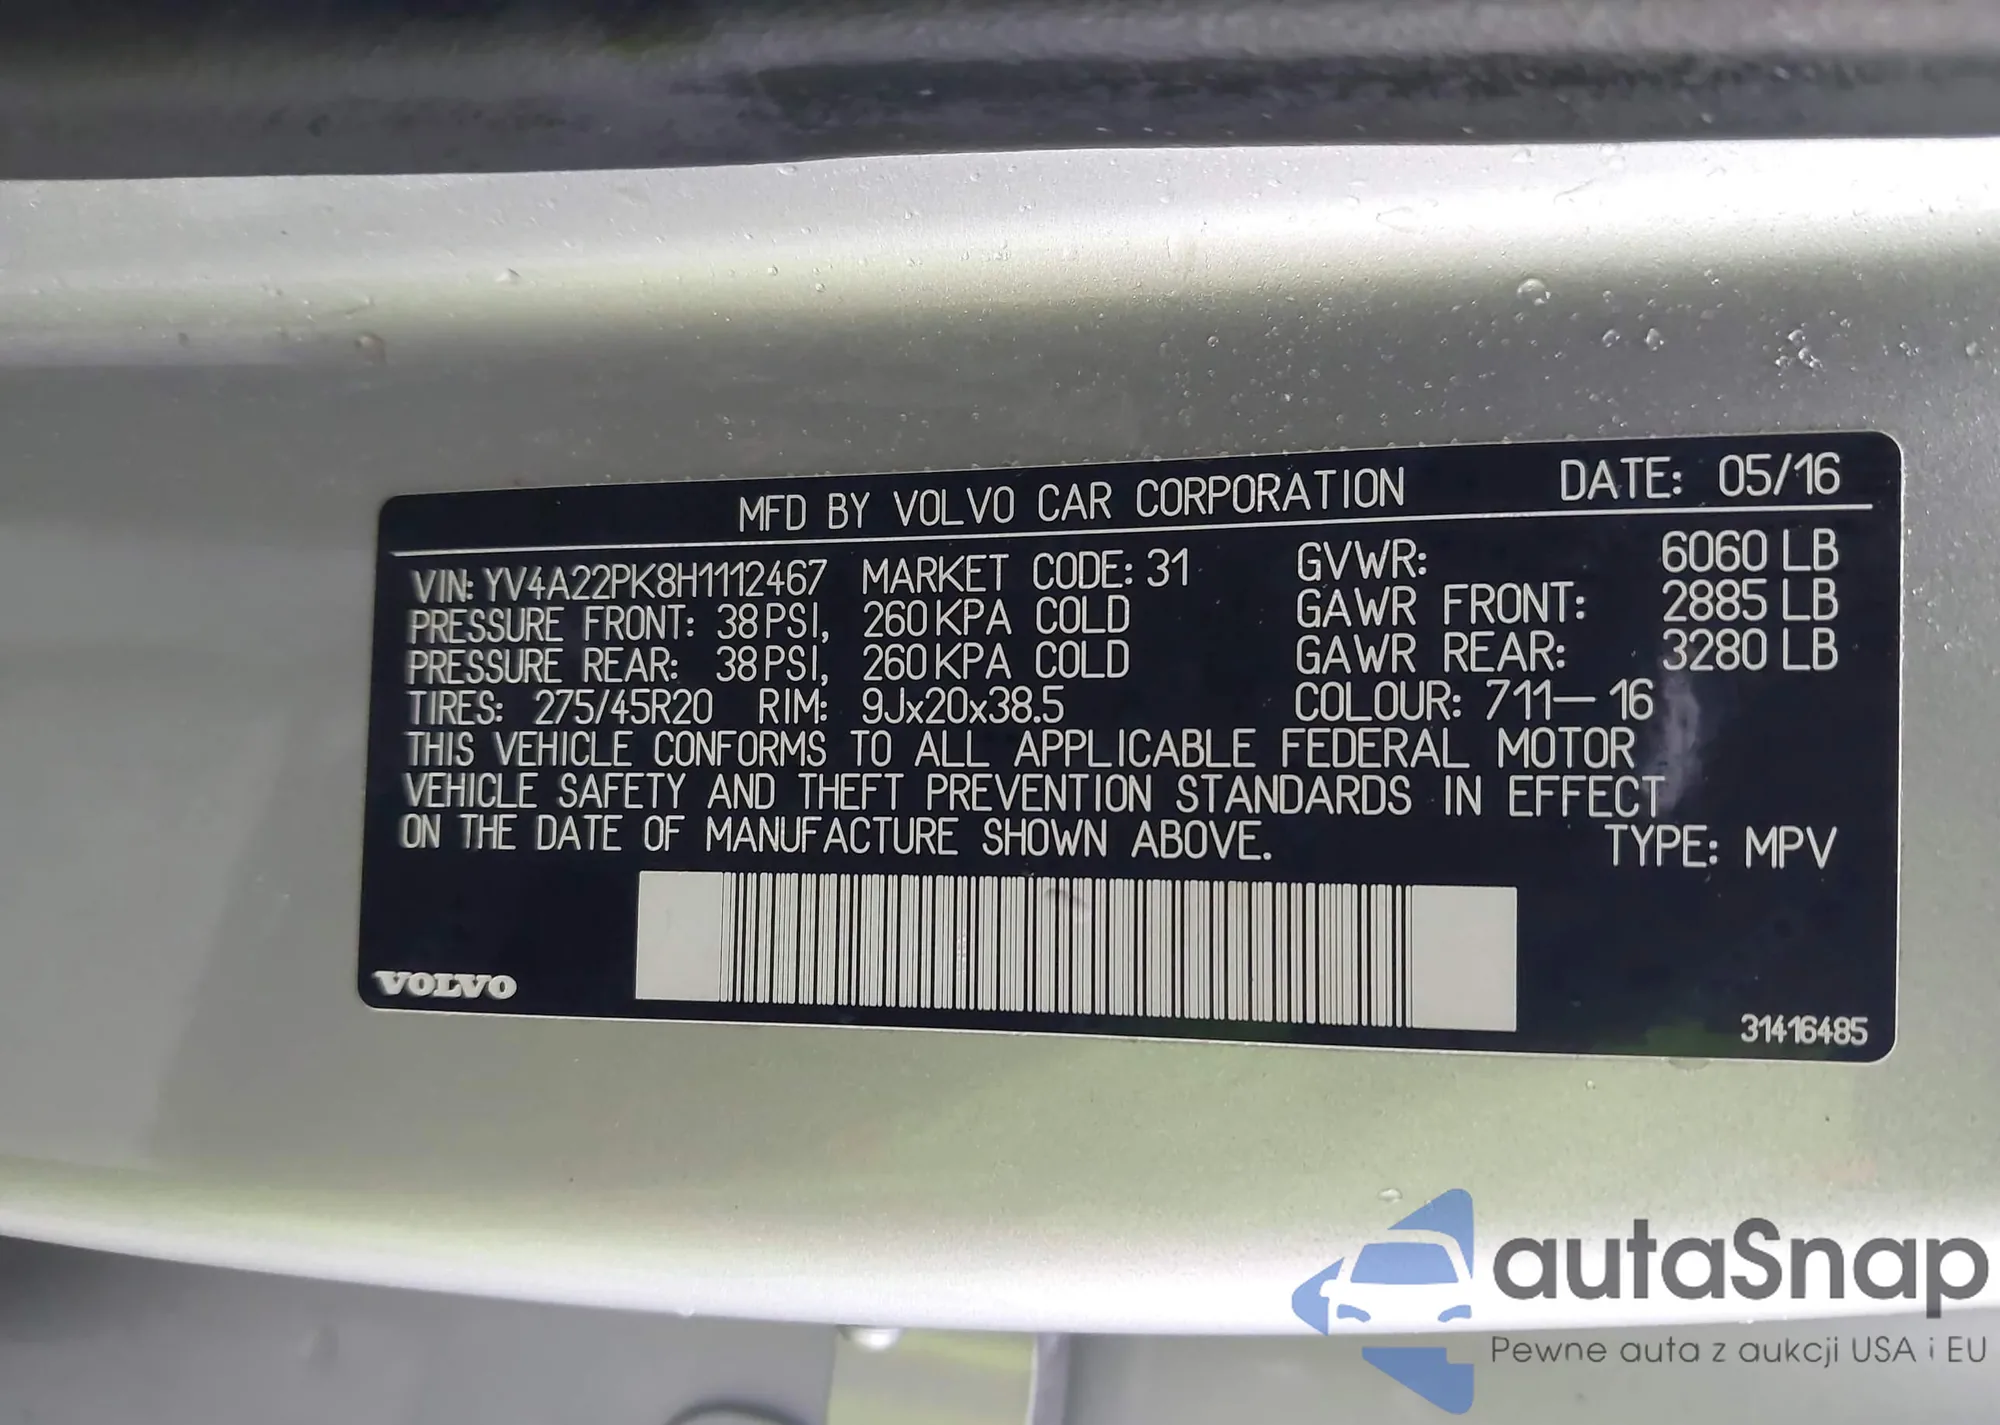 MFD BY VOLVO CAR CORPORATION DATE: 05/16
VIN: YV4A22PK8H1112467 MARKET CODE: 31 GVWR: 6060 LB
PRESSURE FRONT: 38 PSI, 260 KPA COLD GAWR FRONT: 2885 LB
PRESSURE REAR: 38 PSI, 260 KPA COLD GAWR REAR: 3280 LB
TIRES: 275/45R20 RIM: 9Jx20x38.5 COLOUR: 711-16
THIS VEHICLE CONFORMS TO ALL APPLICABLE FEDERAL MOTOR
VEHICLE SAFETY AND THEFT PREVENTION STANDARDS IN EFFECT
ON THE DATE OF MANUFACTURE SHOWN ABOVE. TYPE: MPV
VOLVO
31416485
autaSnap
Pewne auta z aukcji USA i EU